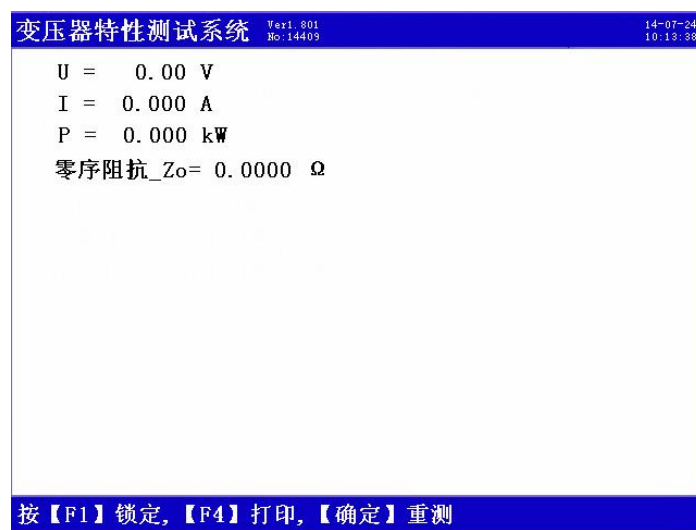 变压器特性测试系统 Ver1.801
No:14409
14-07-24
10:13:38
U = 0.00 V
I = 0.000 A
P = 0.000 kW
零序阻抗_Zo= 0.0000 Ω
按【F1】锁定,【F4】打印,【确定】重测